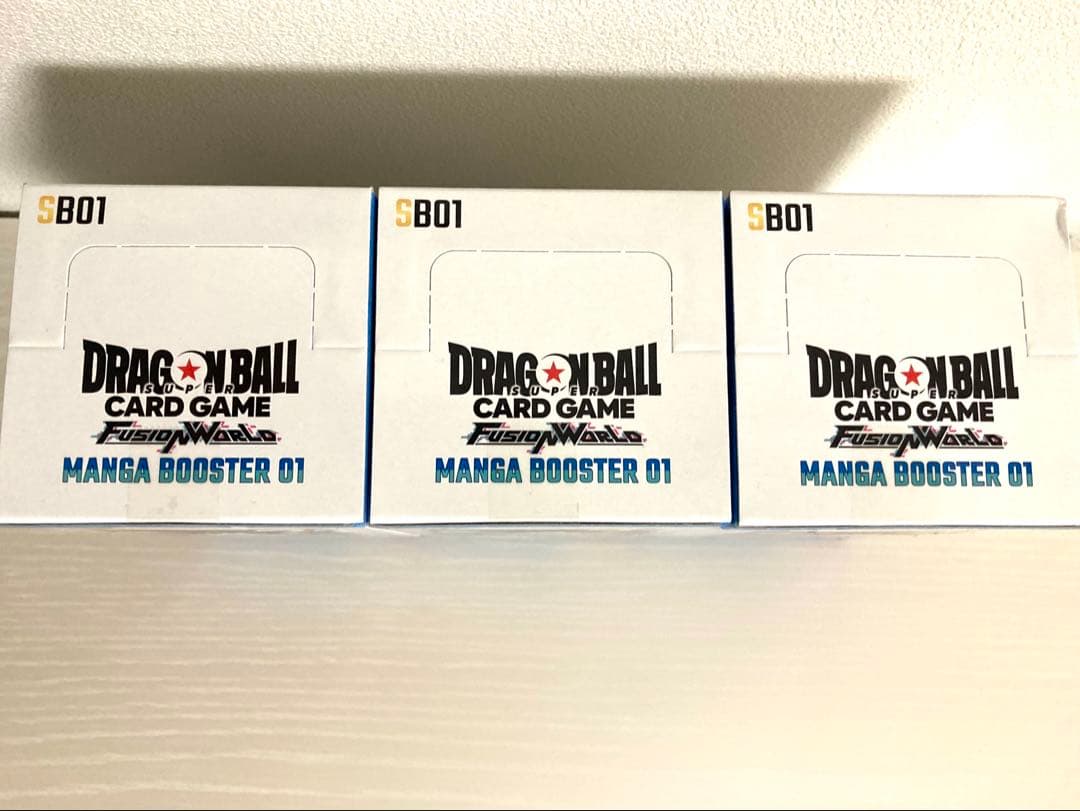 SB01
DRAGON BALL
SUPER
CARD GAME
FUSION WORLD
MANGA BOOSTER 01
SB01
DRAGON BALL
SUPER
CARD GAME
FUSION WORLD
MANGA BOOSTER 01
SB01
DRAGON BALL
SUPER
CARD GAME
FUSION WORLD
MANGA BOOSTER 01